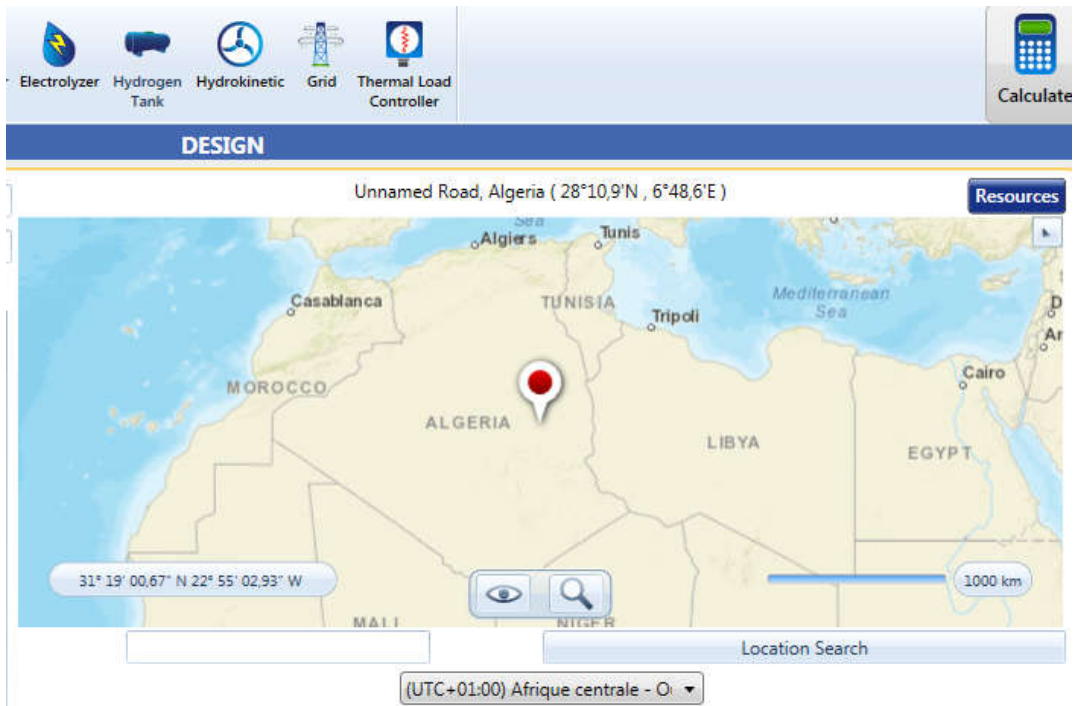 Electrolyzer
Hydrogen
Tank
Hydrokinetic
Grid
Thermal Load
Controller
Calculate
DESIGN
Unnamed Road, Algeria ( 28°10,9'N , 6°48,6'E )
Resources
Sea
Algiers
Tunis
Casablanca
TUNISIA
Mediterranean
Sea
Tripoli
D
Ar
MOROCCO
Cairo
ALGERIA
LIBYA
EGYPT
31° 19' 00,67" N 22° 55' 02,93" W
1000 km
MALI
NIGER
Location Search
(UTC+01:00) Afrique centrale - O